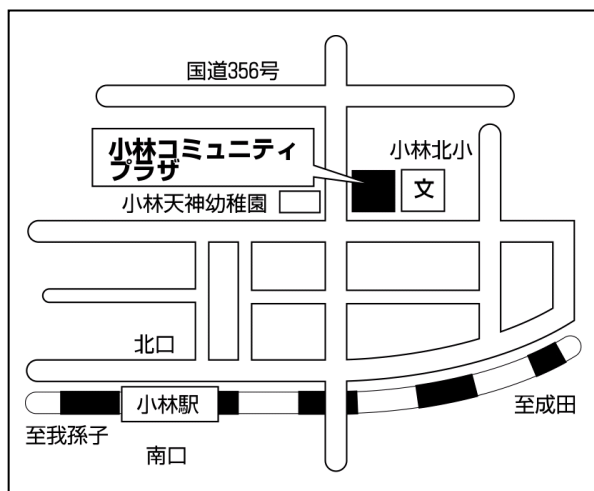 国道356号
小林コミュニティ
プラザ
小林北小
文
小林天神幼稚園
北口
小林駅
至成田
至我孫子
南口